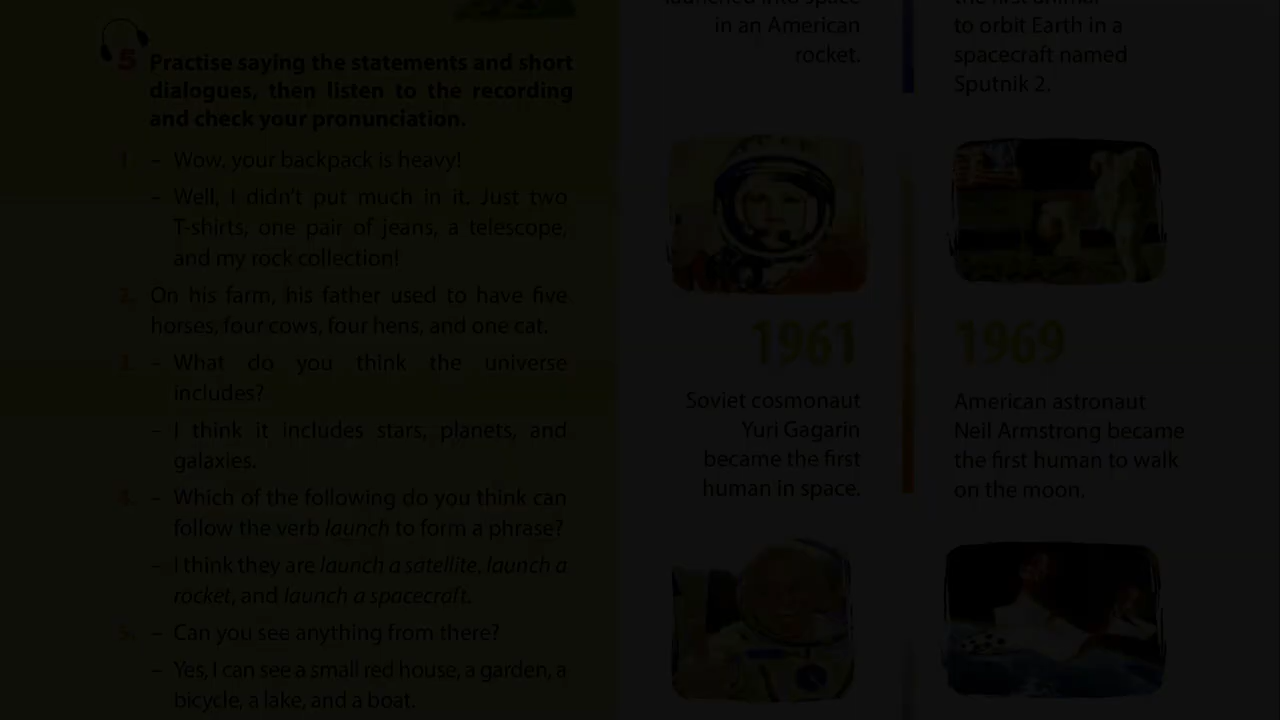 5 Practise saying the statements and short
dialogues, then listen to the recording
and check your pronunciation.
1. – Wow, your backpack is heavy!
– Well, I didn't put much in it. Just two
T-shirts, one pair of jeans, a telescope,
and my rock collection!
2. On his farm, his father used to have five
horses, four cows, four hens, and one cat.
3. – What do you think the universe
includes?
– I think it includes stars, planets, and
galaxies.
4. – Which of the following do you think can
follow the verb launch to form a phrase?
– I think they are launch a satellite, launch a
rocket, and launch a spacecraft.
5. – Can you see anything from there?
– Yes, I can see a small red house, a garden, a
bicycle, a lake, and a boat.
launched into space
in an American
rocket.
the first animal
to orbit Earth in a
spacecraft named
Sputnik 2.
1961
Soviet cosmonaut
Yuri Gagarin
became the first
human in space.
1969
American astronaut
Neil Armstrong became
the first human to walk
on the moon.